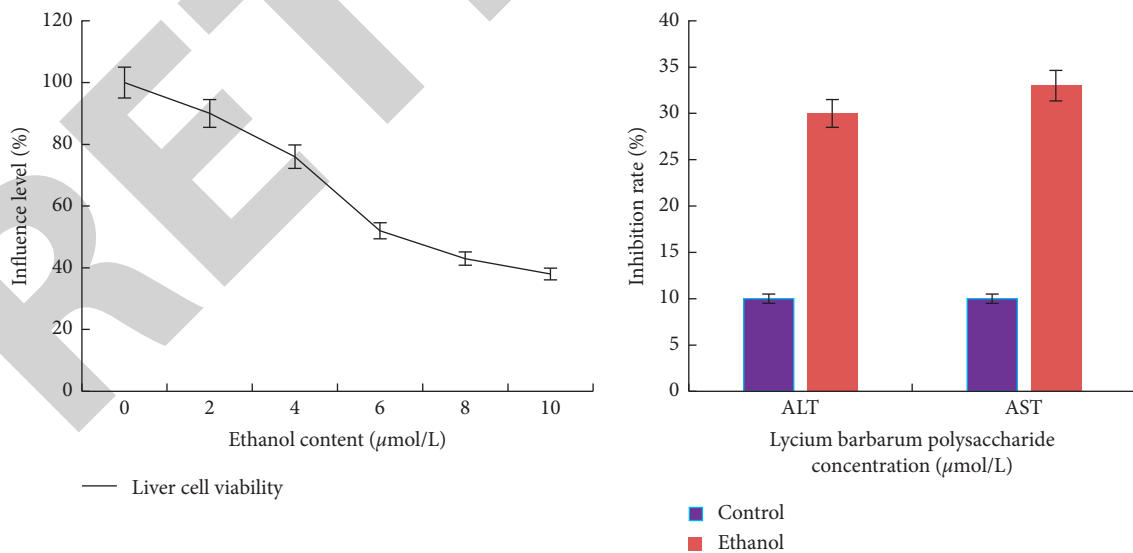 120
100
80
60
40
20
0
Influence level (%)
0 2 4 6 8 10
Ethanol content (μmol/L)
Liver cell viability
40
35
30
25
20
15
10
5
0
Inhibition rate (%)
ALT AST
Lycium barbarum polysaccharide
concentration (μmol/L)
Control
Ethanol